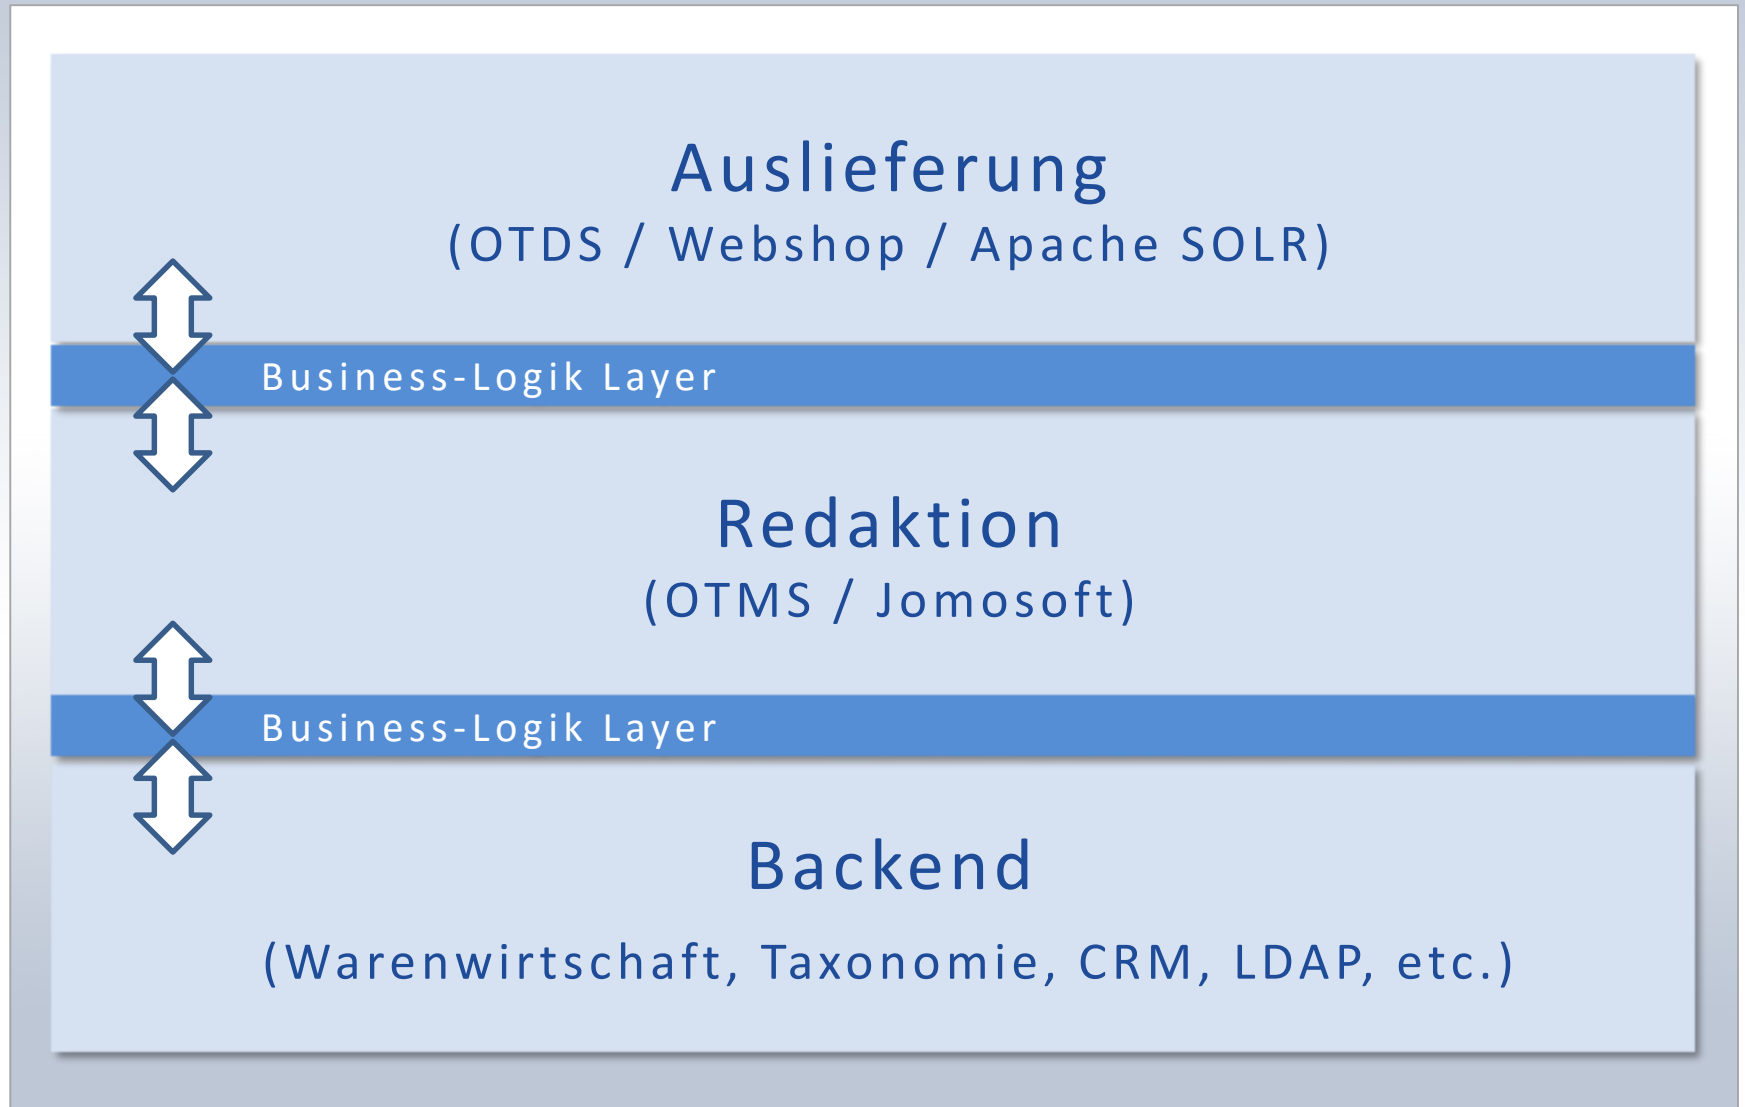 Auslieferung
(OTDS / Webshop / Apache SOLR)
Business-Logik Layer
Redaktion
(OTMS / Jomosoft)
Business-Logik Layer
Backend
(Warenwirtschaft, Taxonomie, CRM, LDAP, etc.)